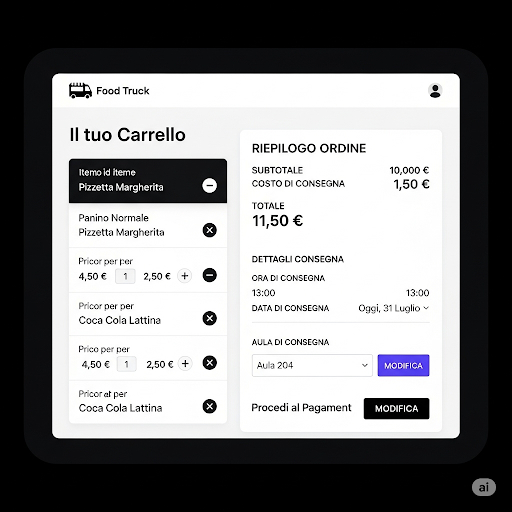 Food Truck
Il tuo Carrello
Itemo id iteme
Pizzetta Margherita
Panino Normale
Pizzetta Margherita
Pricor per per
4,50 € 1 2,50 € +
Pricor per per
Coca Cola Lattina
Prico per per
4,50 € 1 2,50 € +
Pricor at per
Coca Cola Lattina
RIEPILOGO ORDINE
SUBTOTALE 10,000 €
COSTO DI CONSEGNA 1,50 €
TOTALE
11,50 €
DETTAGLI CONSEGNA
ORA DI CONSEGNA
13:00 13:00
DATA DI CONSEGNA Oggi, 31 Luglio
AULA DI CONSEGNA
Aula 204 MODIFICA
Procedi al Pagament MODIFICA
ai